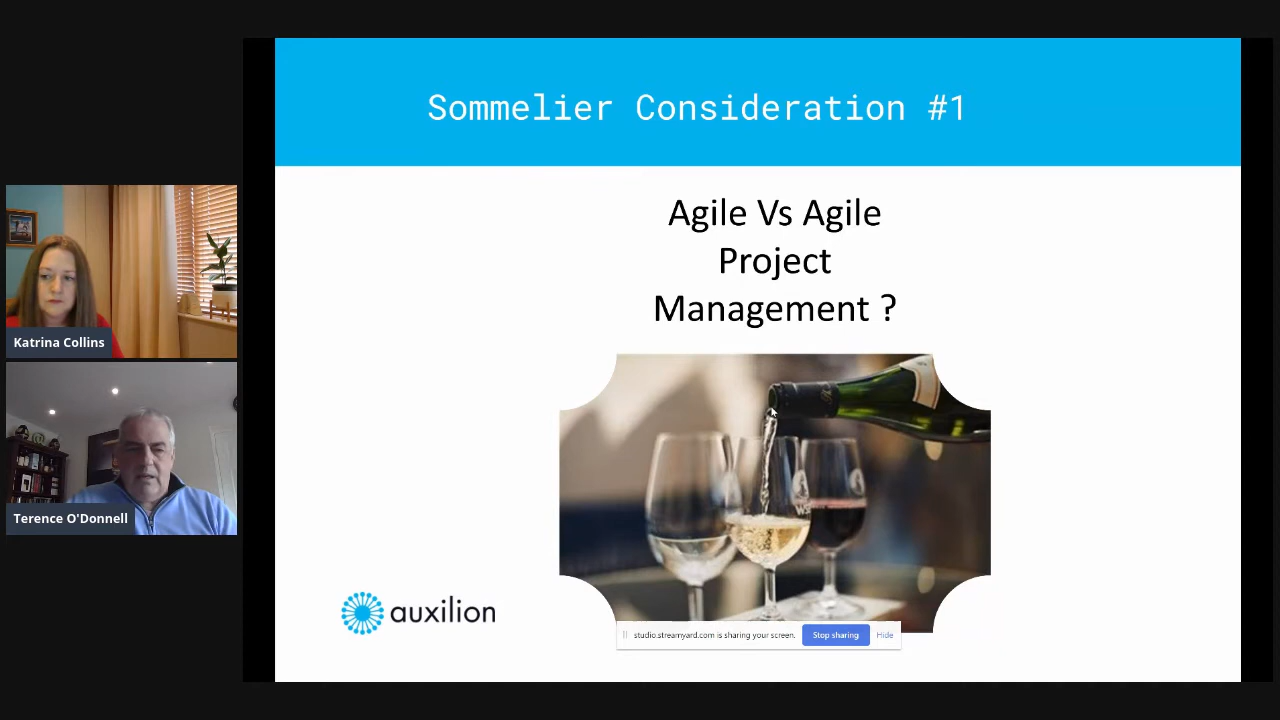 Sommelier Consideration #1
Agile Vs Agile
Project
Management ?
Katrina Collins
Terence O'Donnell
auxilion
studio.streamyard.com is sharing your screen.
Stop sharing
Hide